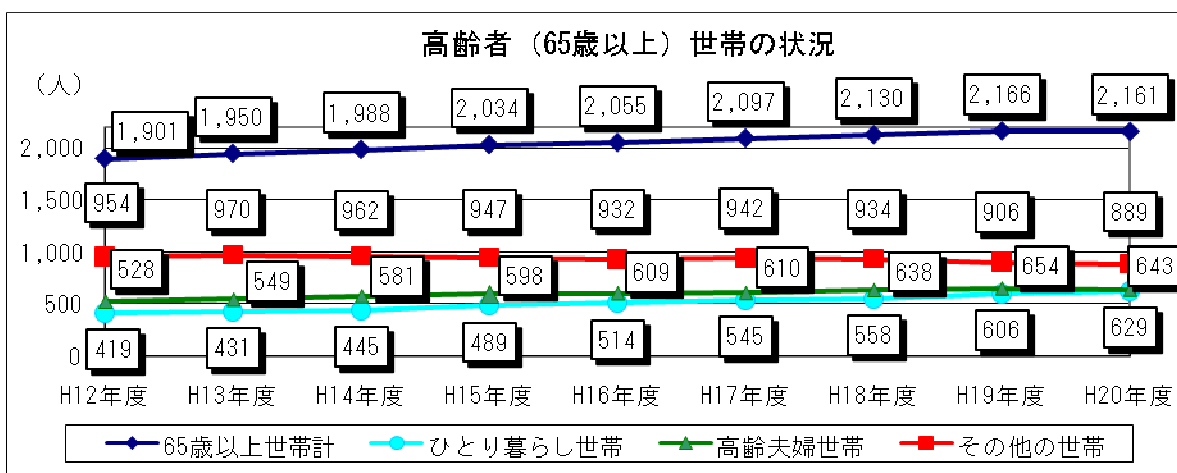 高齢者（65歳以上）世帯の状況
（人）
1,901 1,950 1,988 2,034 2,055 2,097 2,130 2,166 2,161
2,000
1,500
954 970 962 947 932 942 934 906 889
1,000
528 549 581 598 609 610 638 654 643
500
419 431 445 489 514 545 558 606 629
0
H12年度 H13年度 H14年度 H15年度 H16年度 H17年度 H18年度 H19年度 H20年度
65歳以上世帯計 ひとり暮らし世帯 高齢夫婦世帯 その他の世帯